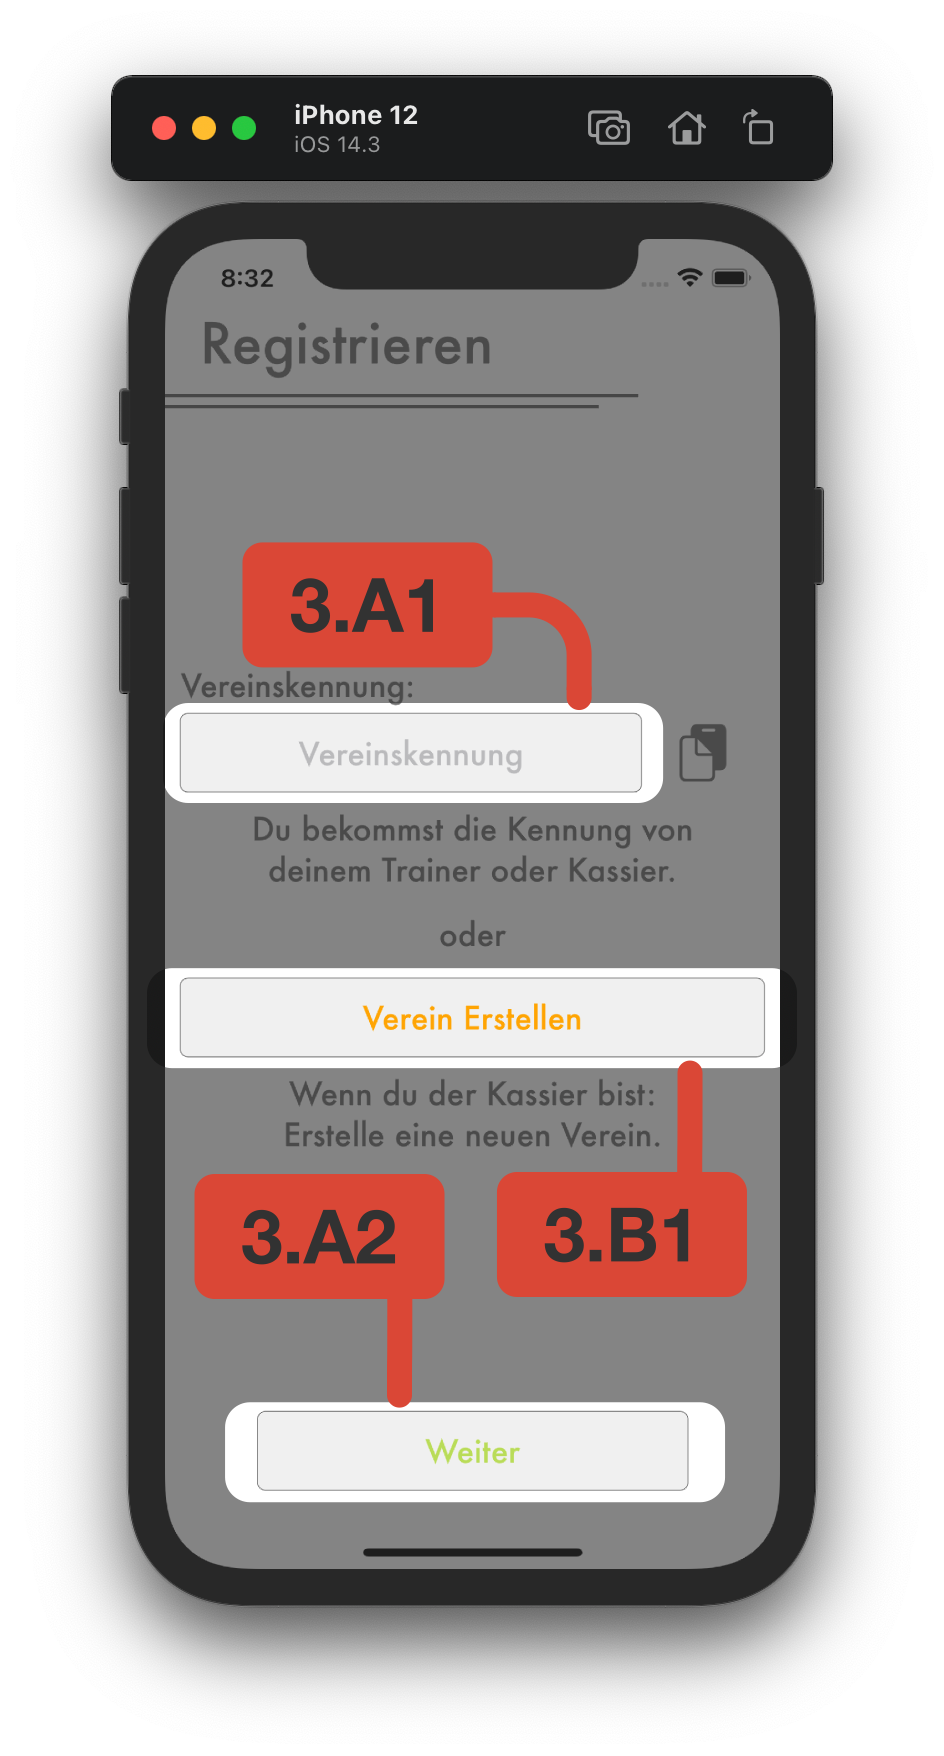 iPhone 12
iOS 14.3
8:32
Registrieren
3.A1
Vereinskennung:
Vereinskennung
Du bekommst die Kennung von
deinem Trainer oder Kassier.
oder
Verein Erstellen
Wenn du der Kassier bist:
Erstelle eine neuen Verein.
3.A2
3.B1
Weiter